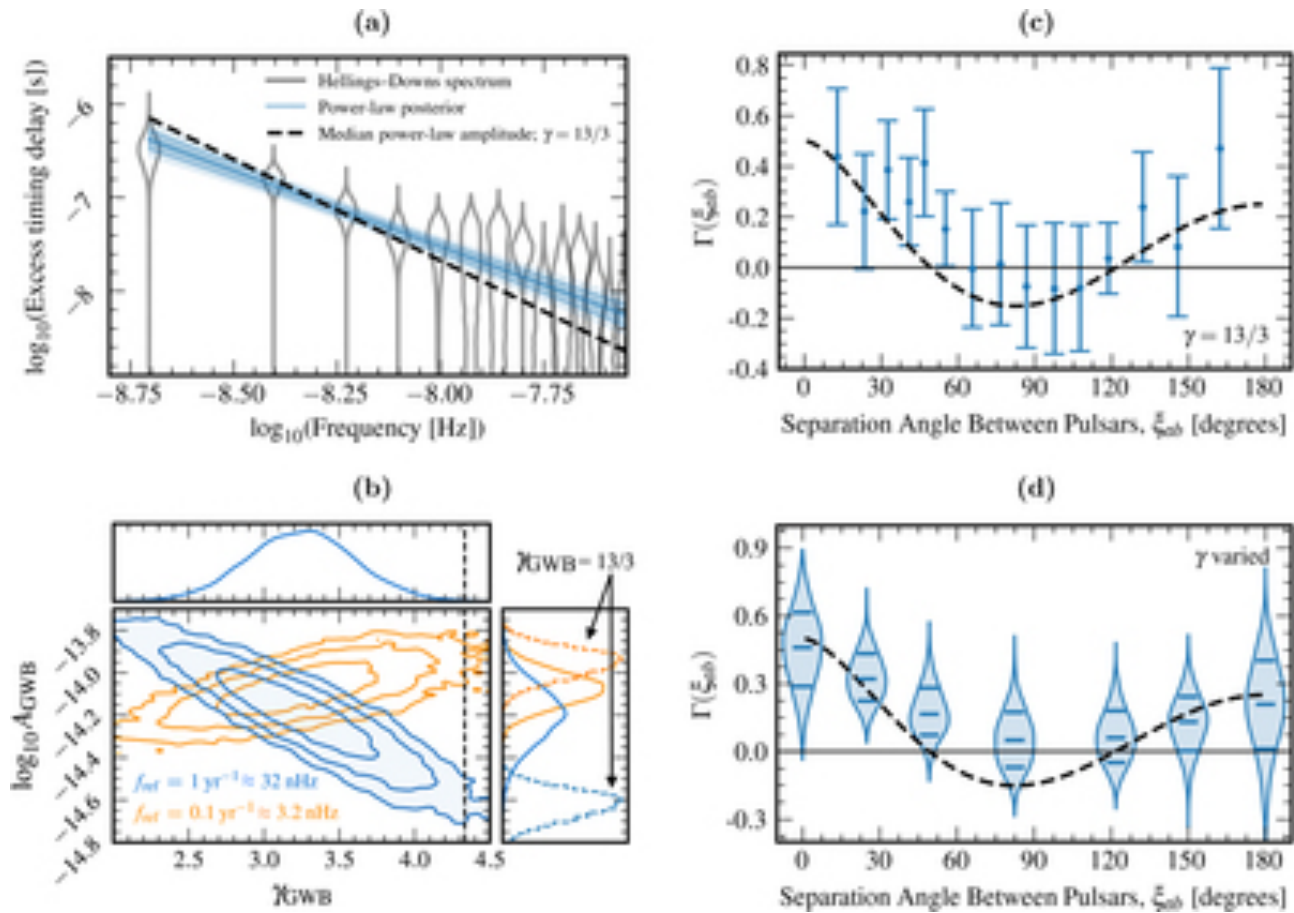 (a)
log₁₀(Excess timing delay [s])
−6
−7
−8
Hellings–Downs spectrum
Power-law posterior
Median power-law amplitude; γ = 13/3
−8.75 −8.50 −8.25 −8.00 −7.75
log₁₀(Frequency [Hz])
(c)
Γ(ξab)
0.8
0.6
0.4
0.2
0.0
-0.2
-0.4
γ = 13/3
0 30 60 90 120 150 180
Separation Angle Between Pulsars, ξab [degrees]
(b)
γGWB = 13/3
log₁₀AGWB
−13.8
−14.0
−14.2
−14.4
−14.6
−14.8
fref = 1 yr⁻¹ ≈ 32 nHz
fref = 0.1 yr⁻¹ ≈ 3.2 nHz
2.5 3.0 3.5 4.0 4.5
γGWB
(d)
Γ(ξab)
0.9
0.6
0.3
0.0
-0.3
γ varied
0 30 60 90 120 150 180
Separation Angle Between Pulsars, ξab [degrees]